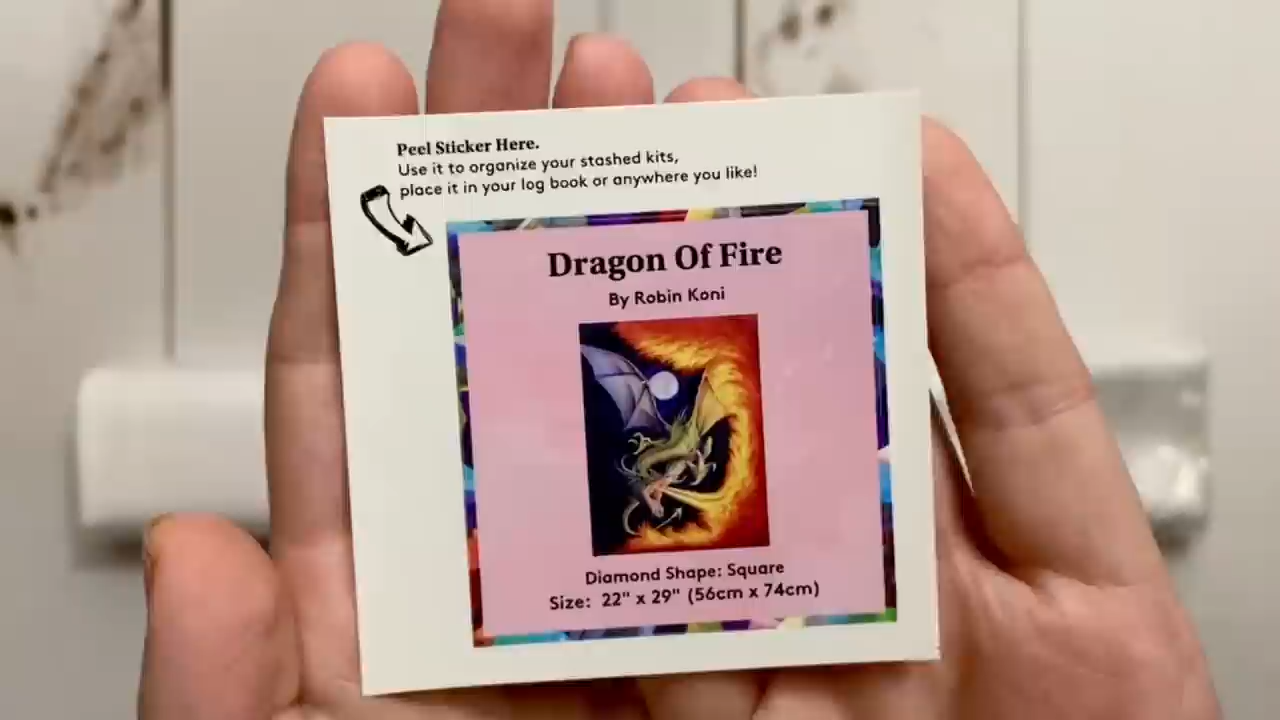 Peel Sticker Here.
Use it to organize your stashed kits,
place it in your log book or anywhere you like!
Dragon Of Fire
By Robin Koni
Diamond Shape: Square
Size: 22" x 29" (56cm x 74cm)